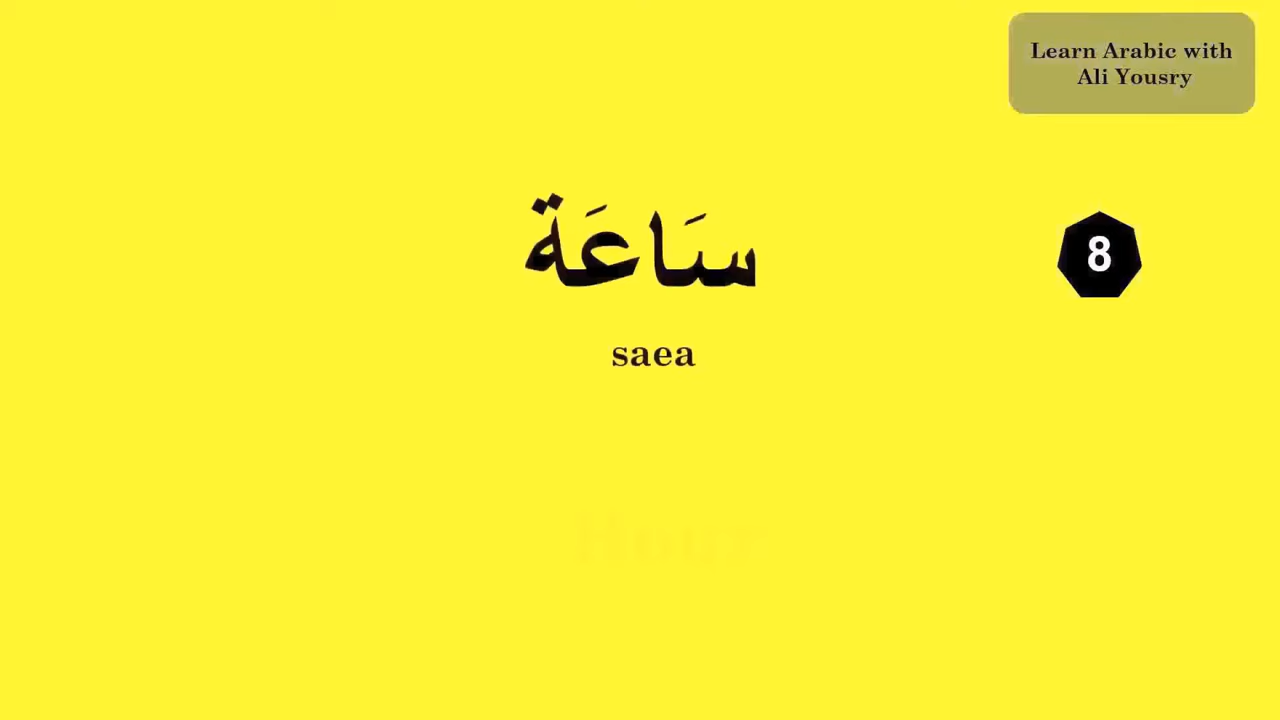 Learn Arabic with
Ali Yousry
سَاعَة
8
saea